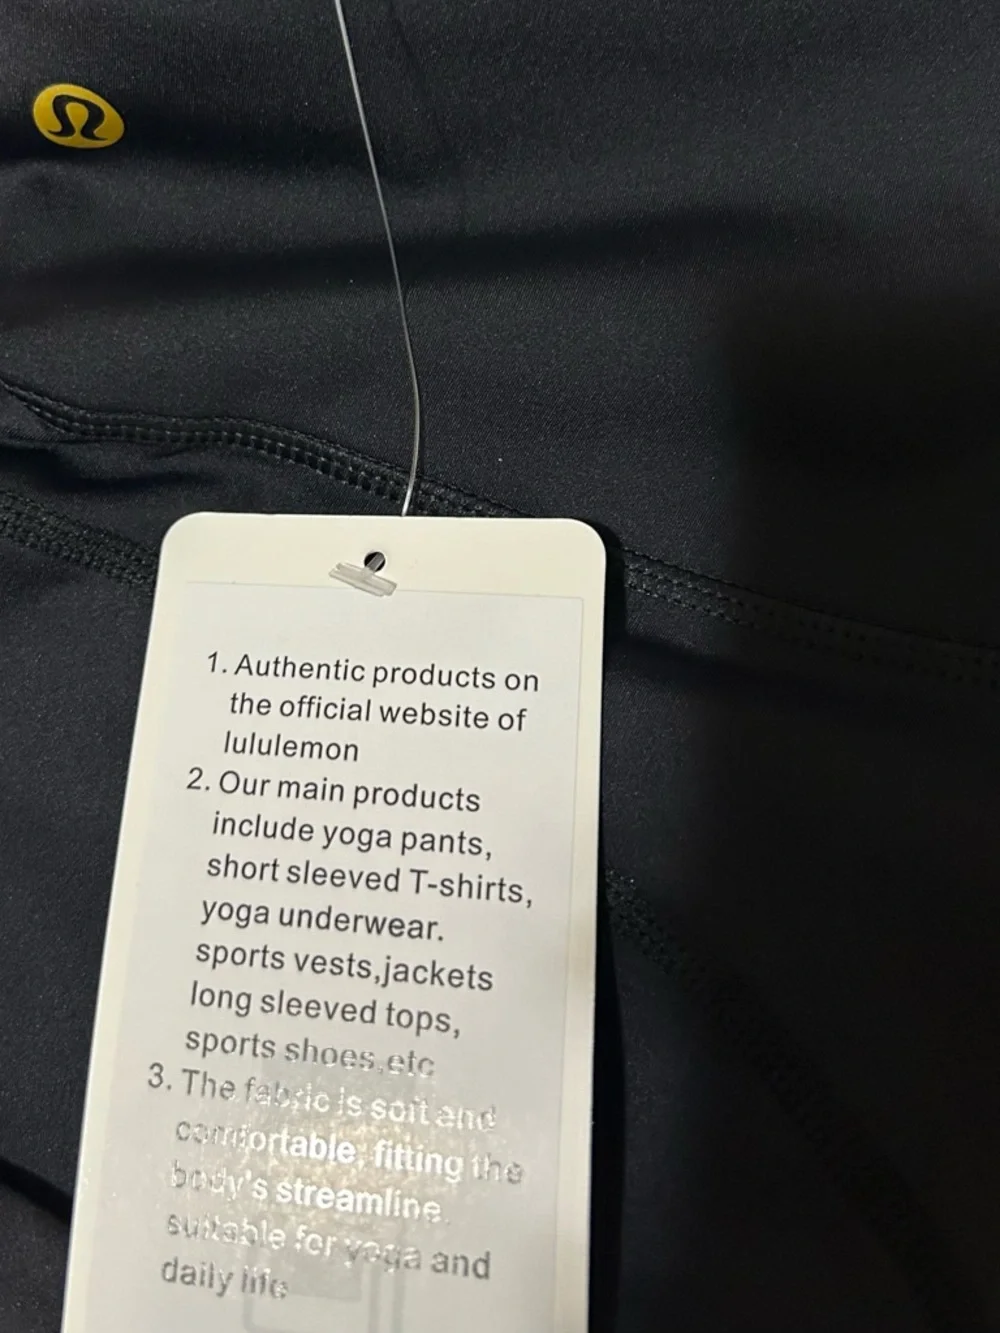 1. Authentic products on
the official website of
lululemon
2. Our main products
include yoga pants,
short sleeved T-shirts,
yoga underwear.
sports vests,jackets
long sleeved tops,
sports shoes,etc
3. The fabric is soft and
comfortable, fitting the
body's streamline.
suitable for yoga and
daily life